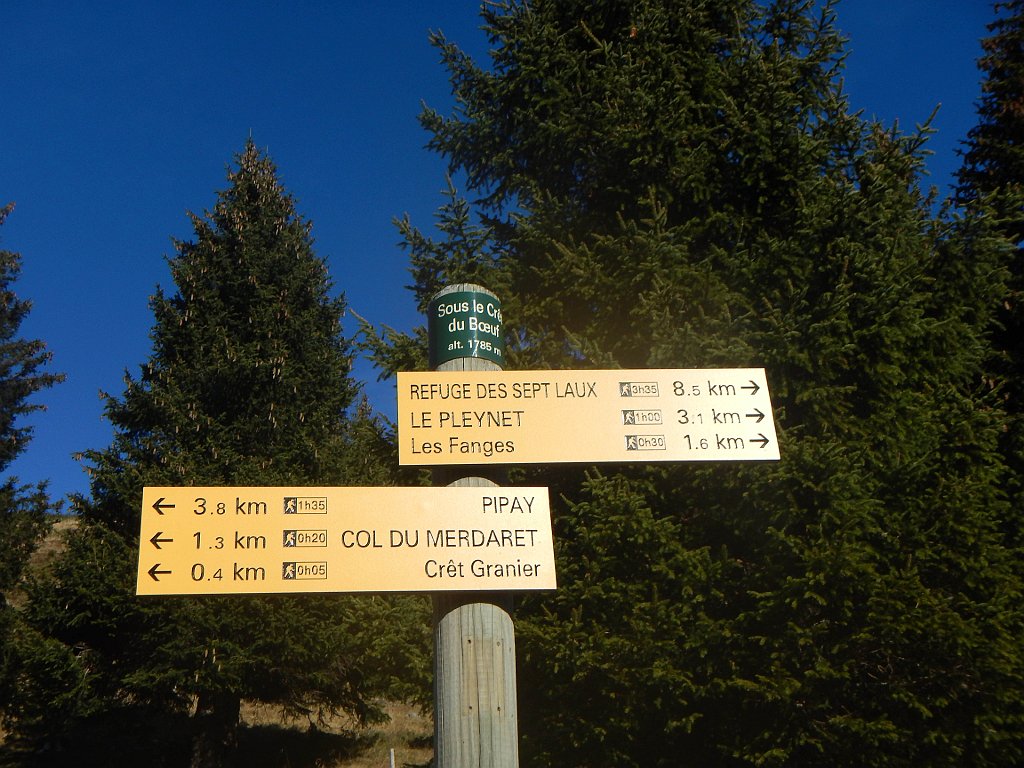 Sous le Crêt
du Bœuf
alt. 1785 m
REFUGE DES SEPT LAUX 3h35 8.5 km →
LE PLEYNET 1h00 3.1 km →
Les Fanges 0h30 1.6 km →
← 3.8 km 1h35 PIPAY
← 1.3 km 0h20 COL DU MERDARET
← 0.4 km 0h05 Crêt Granier